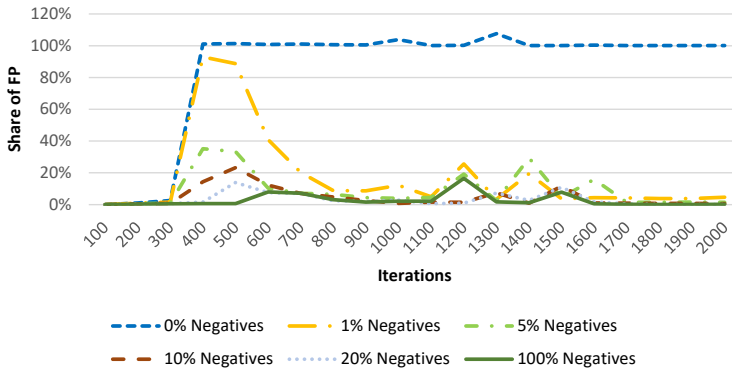 120%
100%
80%
60%
40%
20%
0%
Share of FP
100 200 300 400 500 600 700 800 900 1000 1100 1200 1300 1400 1500 1600 1700 1800 1900 2000
Iterations
0% Negatives 1% Negatives 5% Negatives
10% Negatives 20% Negatives 100% Negatives